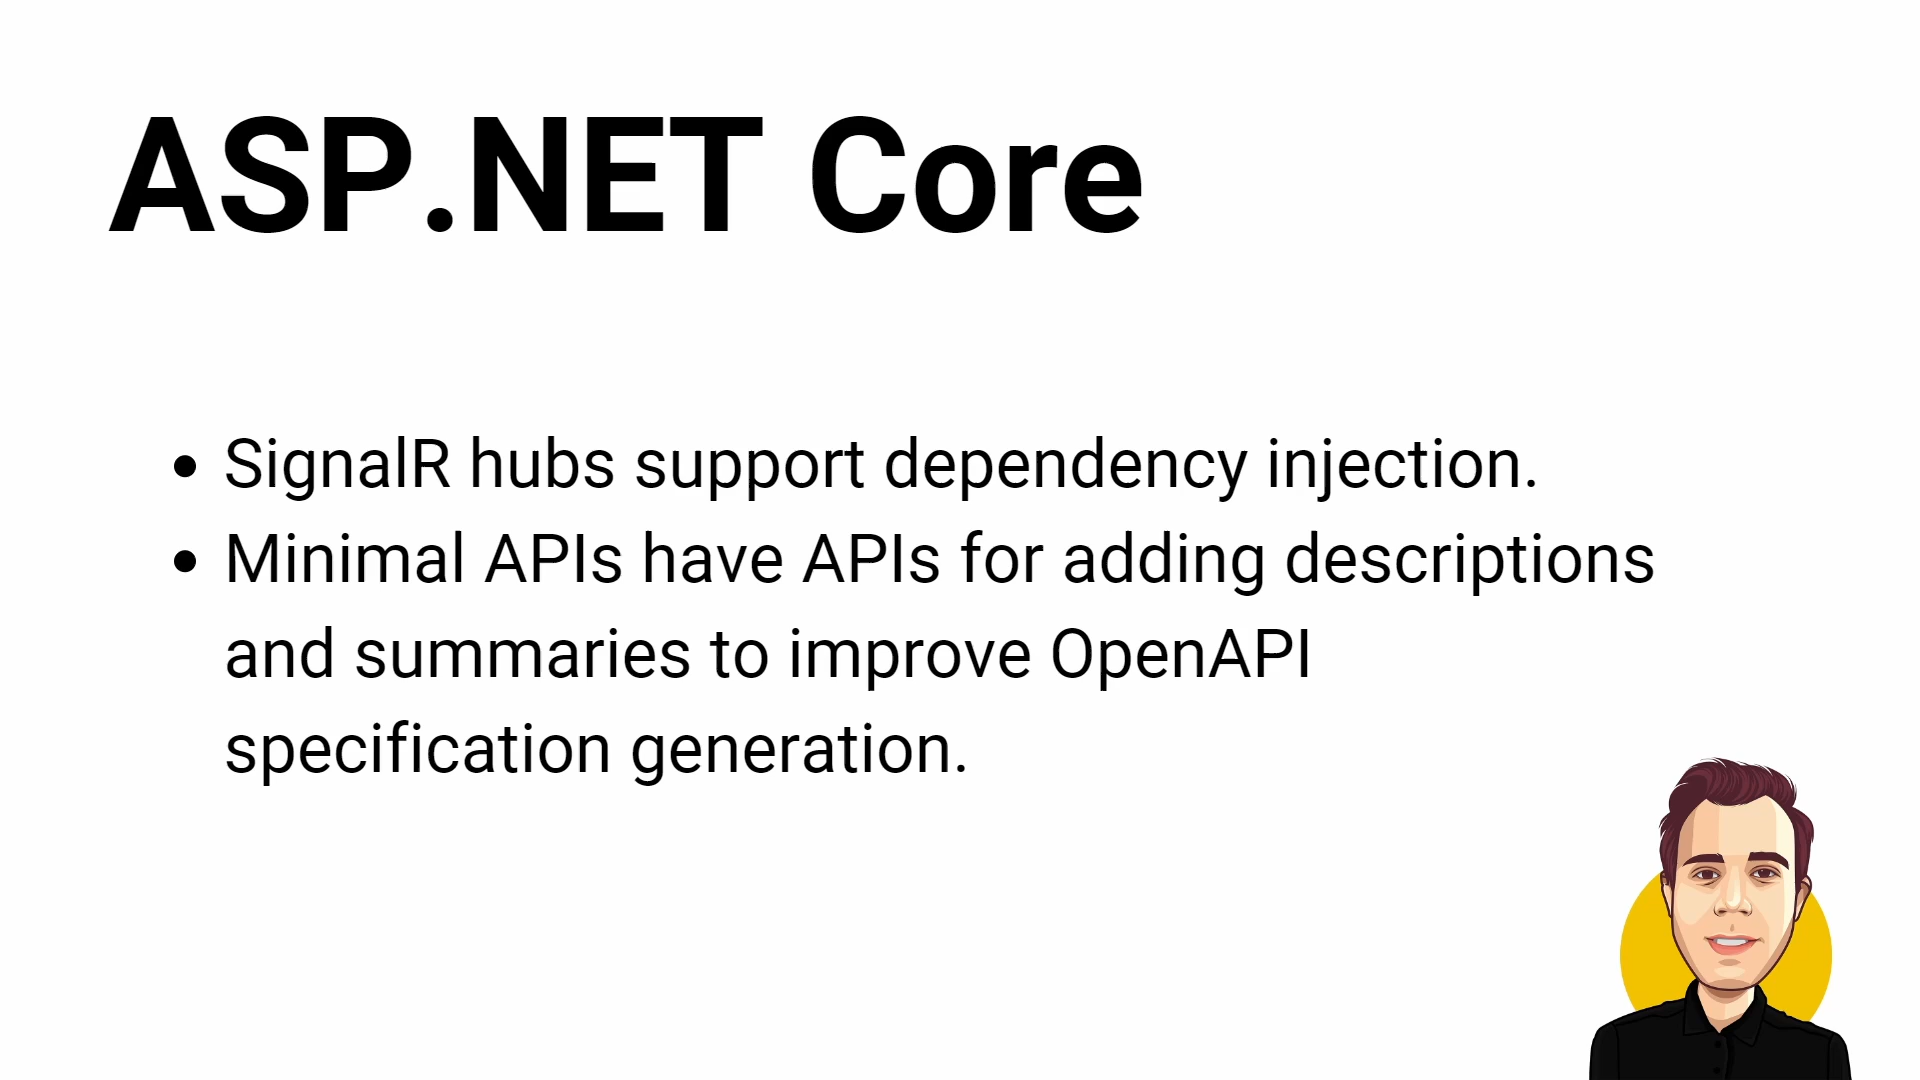 ASP.NET Core
• SignalR hubs support dependency injection.
• Minimal APIs have APIs for adding descriptions
and summaries to improve OpenAPI
specification generation.